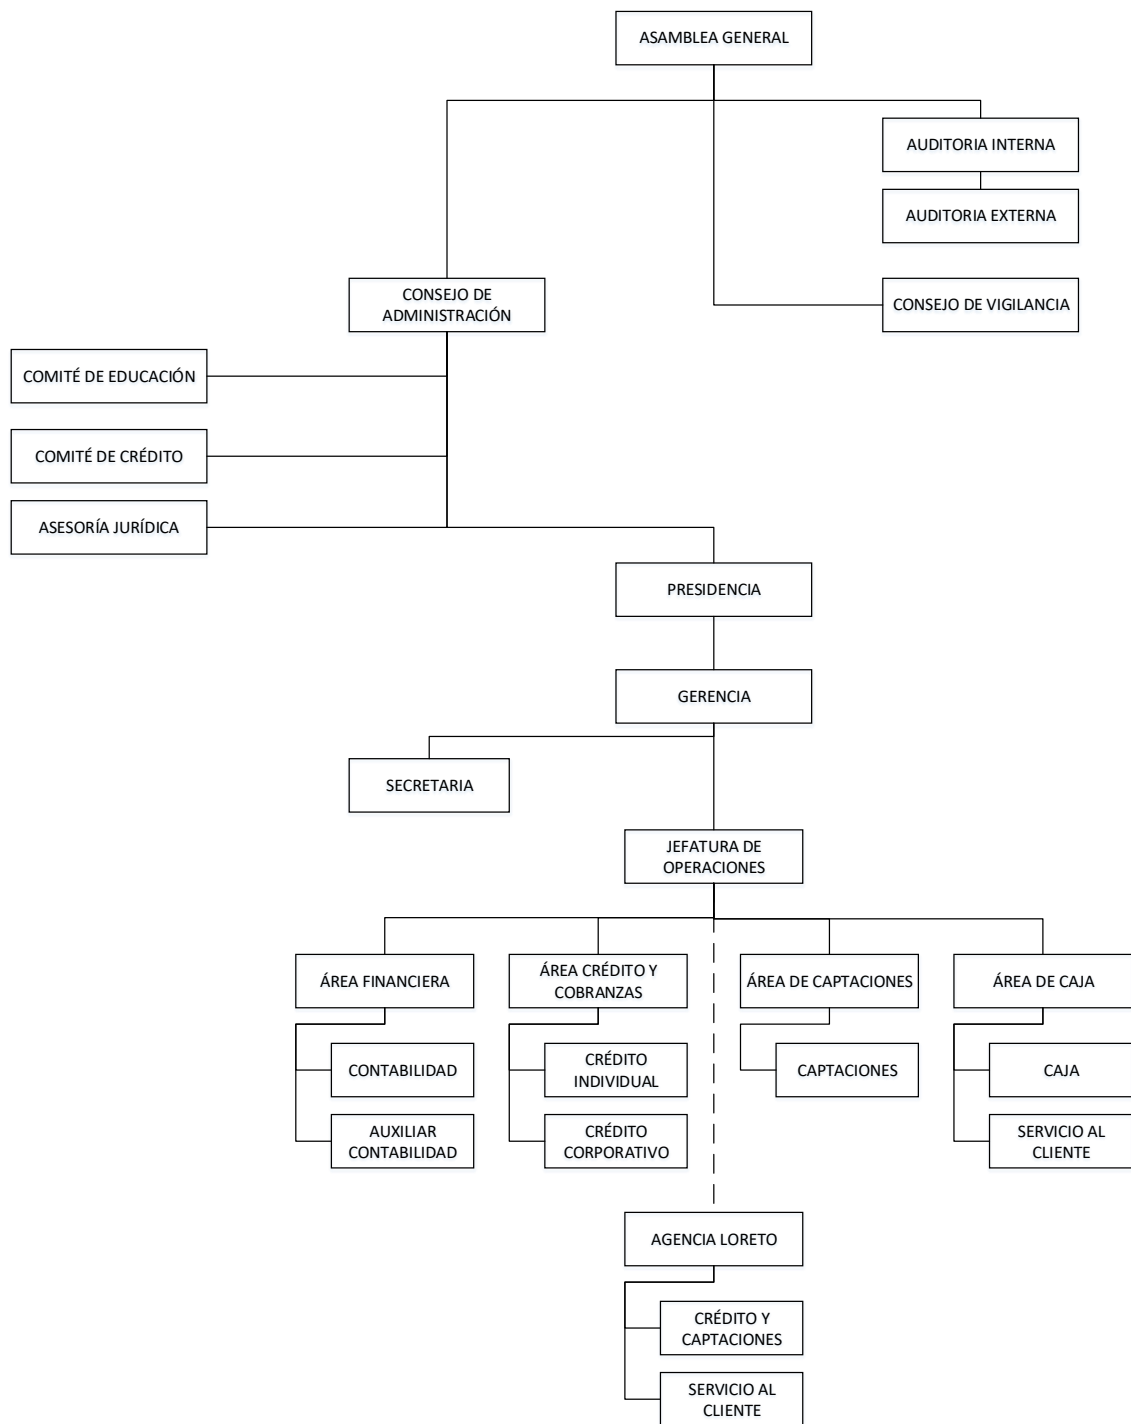 ASAMBLEA GENERAL
AUDITORIA INTERNA
AUDITORIA EXTERNA
CONSEJO DE
ADMINISTRACIÓN
CONSEJO DE VIGILANCIA
COMITÉ DE EDUCACIÓN
COMITÉ DE CRÉDITO
ASESORÍA JURÍDICA
PRESIDENCIA
GERENCIA
SECRETARIA
JEFATURA DE
OPERACIONES
ÁREA FINANCIERA
ÁREA CRÉDITO Y
COBRANZAS
ÁREA DE CAPTACIONES
ÁREA DE CAJA
CONTABILIDAD
CRÉDITO
INDIVIDUAL
CAPTACIONES
CAJA
AUXILIAR
CONTABILIDAD
CRÉDITO
CORPORATIVO
SERVICIO AL
CLIENTE
AGENCIA LORETO
CRÉDITO Y
CAPTACIONES
SERVICIO AL
CLIENTE